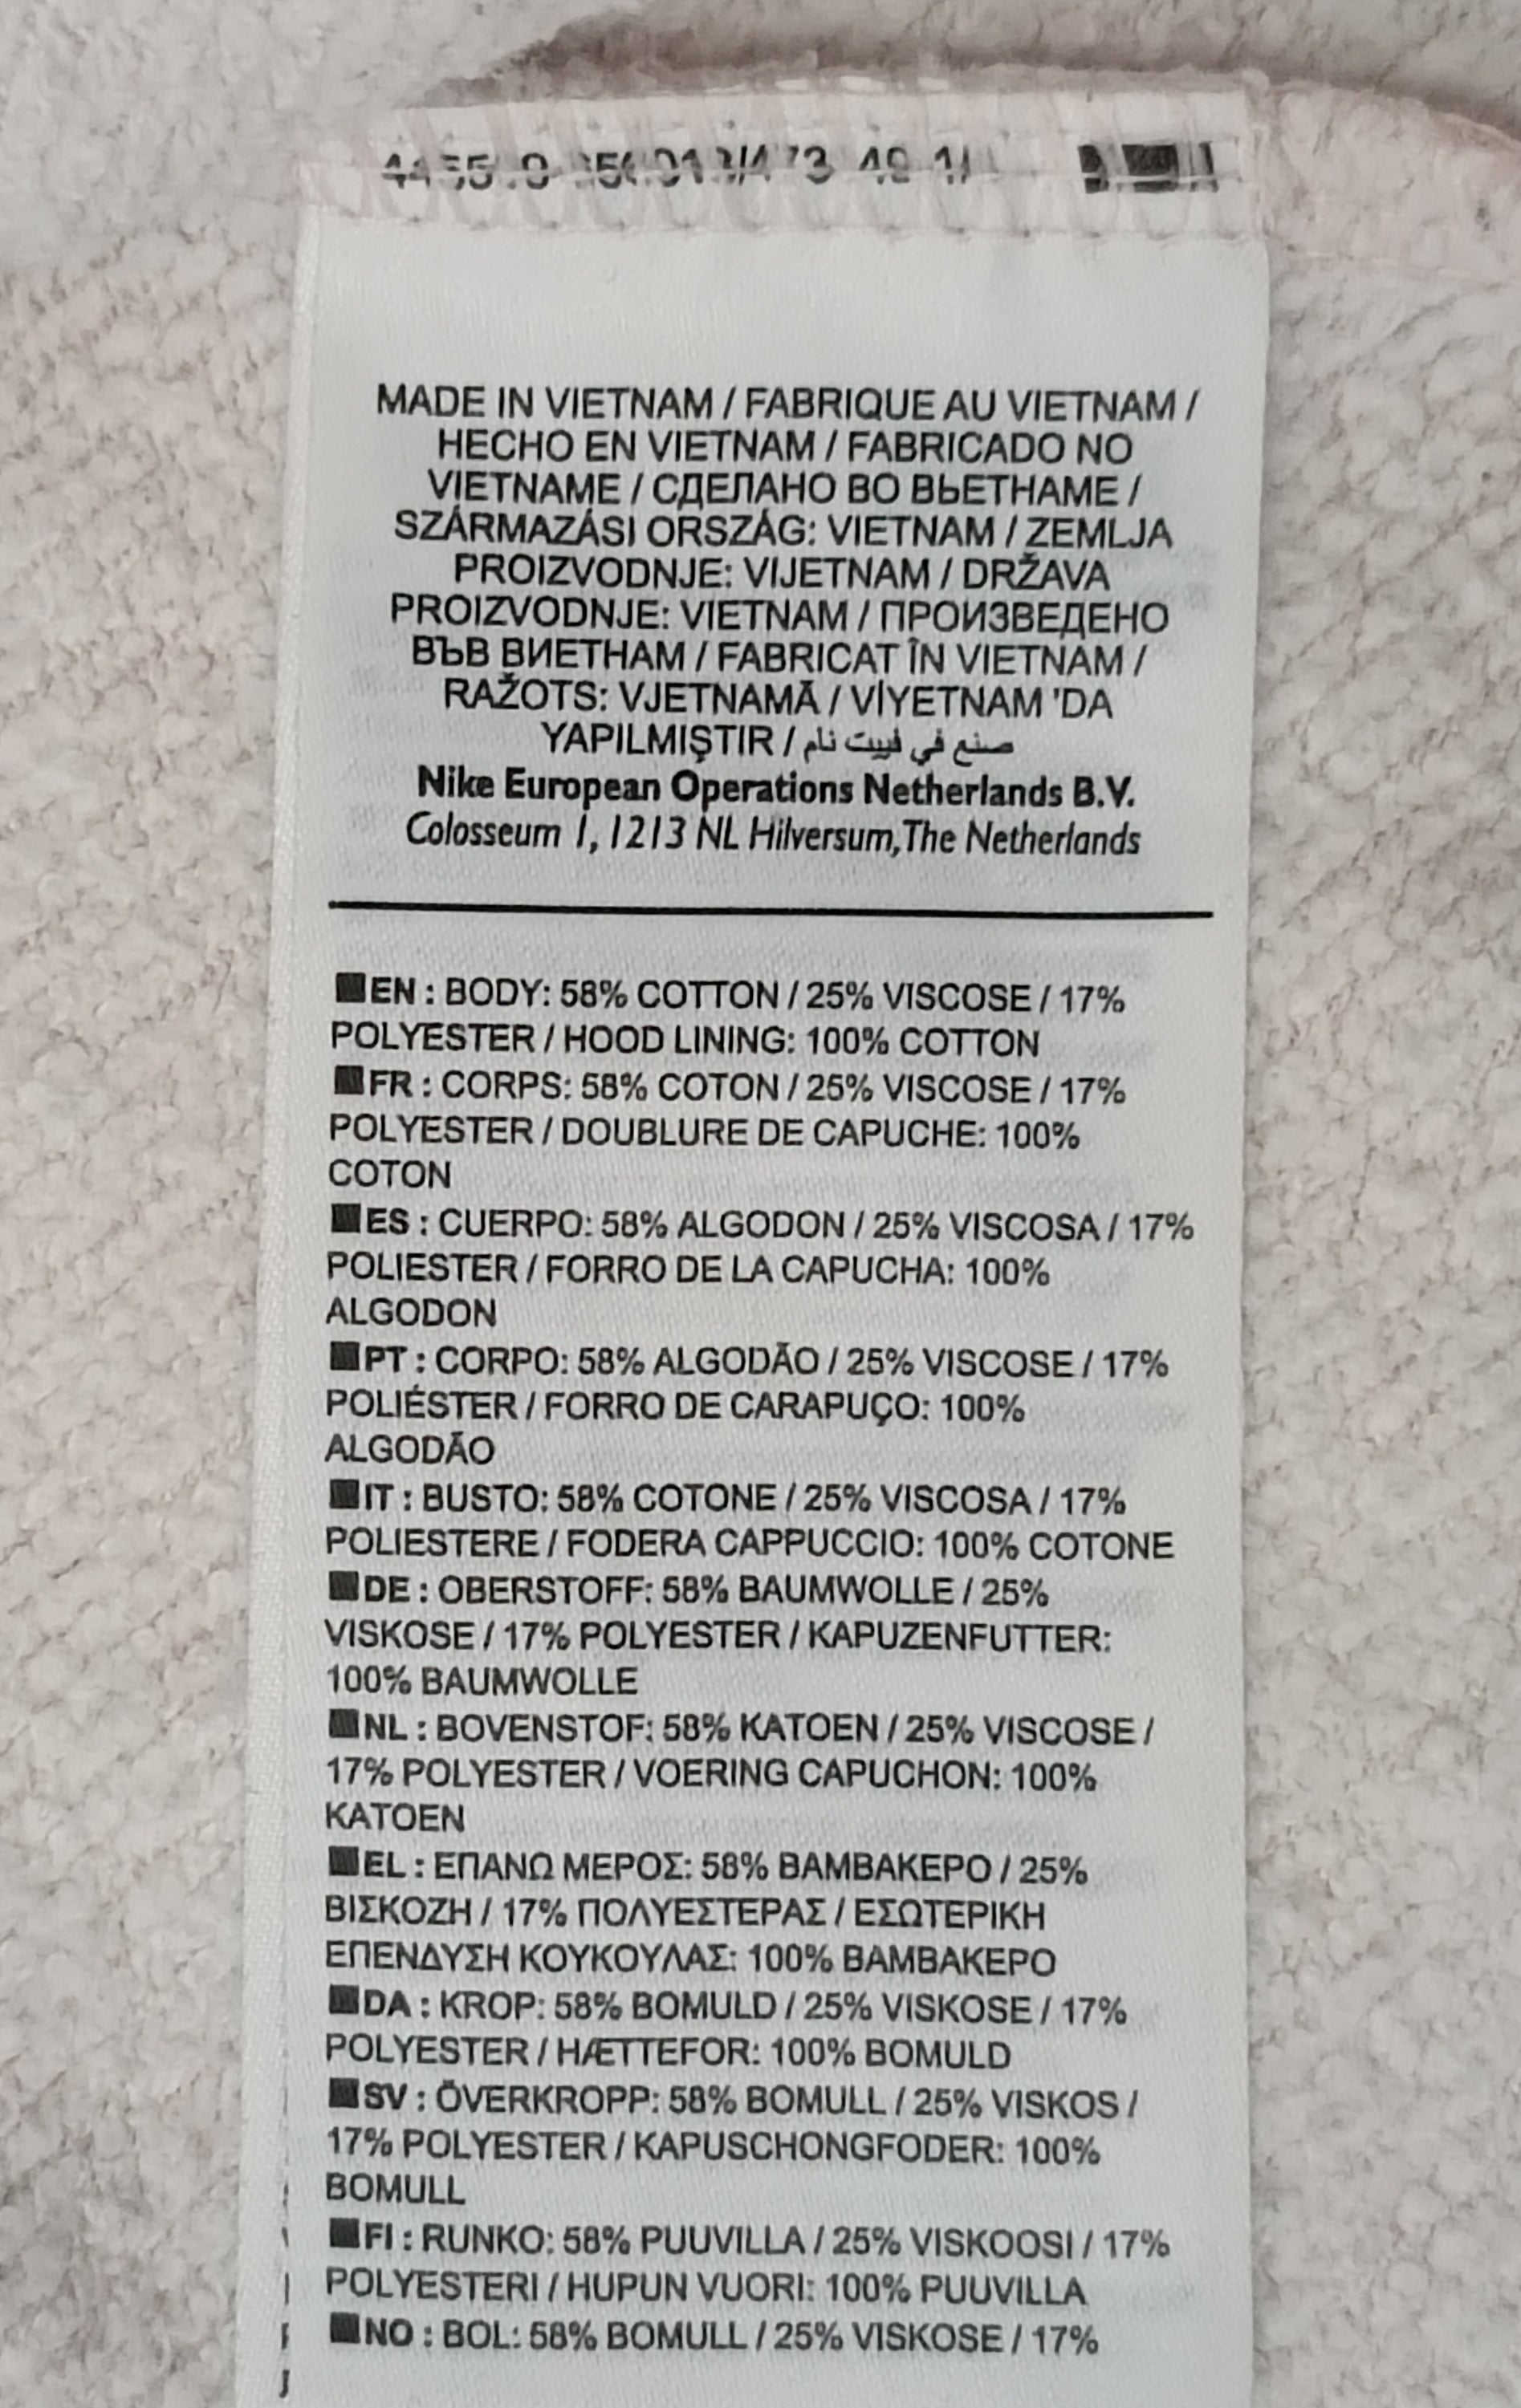 MADE IN VIETNAM / FABRIQUE AU VIETNAM /
HECHO EN VIETNAM / FABRICADO NO
VIETNAME / СДЕЛАНО ВО ВЬЕТНАМЕ /
SZÁRMAZÁSI ORSZÁG: VIETNAM / ZEMLJA
PROIZVODNJE: VIJETNAM / DRŽAVA
PROIZVODNJE: VIETNAM / ПРОИЗВЕДЕНО
ВЪВ ВИЕТНАМ / FABRICAT ÎN VIETNAM /
RAŽOTS: VJETNAMĀ / VİYETNAM 'DA
YAPILMIŞTIR / صنع في فييت نام
Nike European Operations Netherlands B.V.
Colosseum 1, 1213 NL Hilversum,The Netherlands
■EN : BODY: 58% COTTON / 25% VISCOSE / 17%
POLYESTER / HOOD LINING: 100% COTTON
■FR : CORPS: 58% COTON / 25% VISCOSE / 17%
POLYESTER / DOUBLURE DE CAPUCHE: 100%
COTON
■ES : CUERPO: 58% ALGODON / 25% VISCOSA / 17%
POLIESTER / FORRO DE LA CAPUCHA: 100%
ALGODON
■PT : CORPO: 58% ALGODÃO / 25% VISCOSE / 17%
POLIÉSTER / FORRO DE CARAPUÇO: 100%
ALGODÃO
■IT : BUSTO: 58% COTONE / 25% VISCOSA / 17%
POLIESTERE / FODERA CAPPUCCIO: 100% COTONE
■DE : OBERSTOFF: 58% BAUMWOLLE / 25%
VISKOSE / 17% POLYESTER / KAPUZENFUTTER:
100% BAUMWOLLE
■NL : BOVENSTOF: 58% KATOEN / 25% VISCOSE /
17% POLYESTER / VOERING CAPUCHON: 100%
KATOEN
■EL : ΕΠΑΝΩ ΜΕΡΟΣ: 58% ΒΑΜΒΑΚΕΡΟ / 25%
ΒΙΣΚΟΖΗ / 17% ΠΟΛΥΕΣΤΕΡΑΣ / ΕΣΩΤΕΡΙΚΗ
ΕΠΕΝΔΥΣΗ ΚΟΥΚΟΥΛΑΣ: 100% ΒΑΜΒΑΚΕΡΟ
■DA : KROP: 58% BOMULD / 25% VISKOSE / 17%
POLYESTER / HÆTTEFOR: 100% BOMULD
■SV : ÖVERKROPP: 58% BOMULL / 25% VISKOS /
17% POLYESTER / KAPUSCHONGFODER: 100%
BOMULL
■FI : RUNKO: 58% PUUVILLA / 25% VISKOOSI / 17%
POLYESTERI / HUPUN VUORI: 100% PUUVILLA
■NO : BOL: 58% BOMULL / 25% VISKOSE / 17%